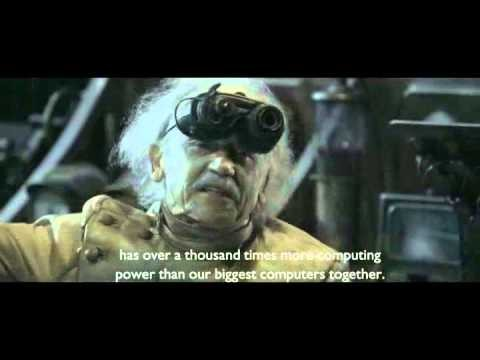 has over a thousand times more computing
power than our biggest computers together.